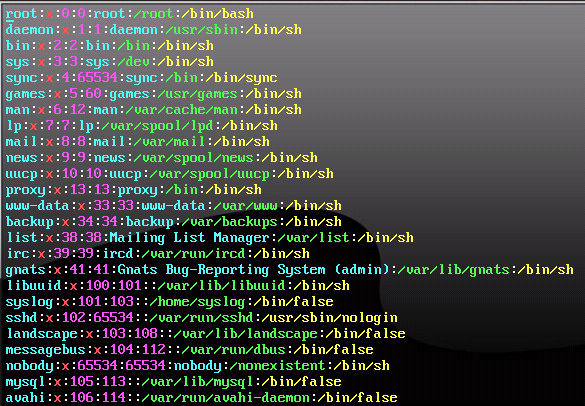 root:x:0:0:root:/root:/bin/bash
daemon:x:1:1:daemon:/usr/sbin:/bin/sh
bin:x:2:2:bin:/bin:/bin/sh
sys:x:3:3:sys:/dev:/bin/sh
sync:x:4:65534:sync:/bin:/bin/sync
games:x:5:60:games:/usr/games:/bin/sh
man:x:6:12:man:/var/cache/man:/bin/sh
lp:x:7:7:lp:/var/spool/lpd:/bin/sh
mail:x:8:8:mail:/var/mail:/bin/sh
news:x:9:9:news:/var/spool/news:/bin/sh
uucp:x:10:10:uucp:/var/spool/uucp:/bin/sh
proxy:x:13:13:proxy:/bin:/bin/sh
www-data:x:33:33:www-data:/var/www:/bin/sh
backup:x:34:34:backup:/var/backups:/bin/sh
list:x:38:38:Mailing List Manager:/var/list:/bin/sh
irc:x:39:39:ircd:/var/run/ircd:/bin/sh
gnats:x:41:41:Gnats Bug-Reporting System (admin):/var/lib/gnats:/bin/sh
libuuid:x:100:101::/var/lib/libuuid:/bin/sh
syslog:x:101:103::/home/syslog:/bin/false
sshd:x:102:65534::/var/run/sshd:/usr/sbin/nologin
landscape:x:103:108::/var/lib/landscape:/bin/false
messagebus:x:104:112::/var/run/dbus:/bin/false
nobody:x:65534:65534:nobody:/nonexistent:/bin/sh
mysql:x:105:113::/var/lib/mysql:/bin/false
avahi:x:106:114::/var/run/avahi-daemon:/bin/false